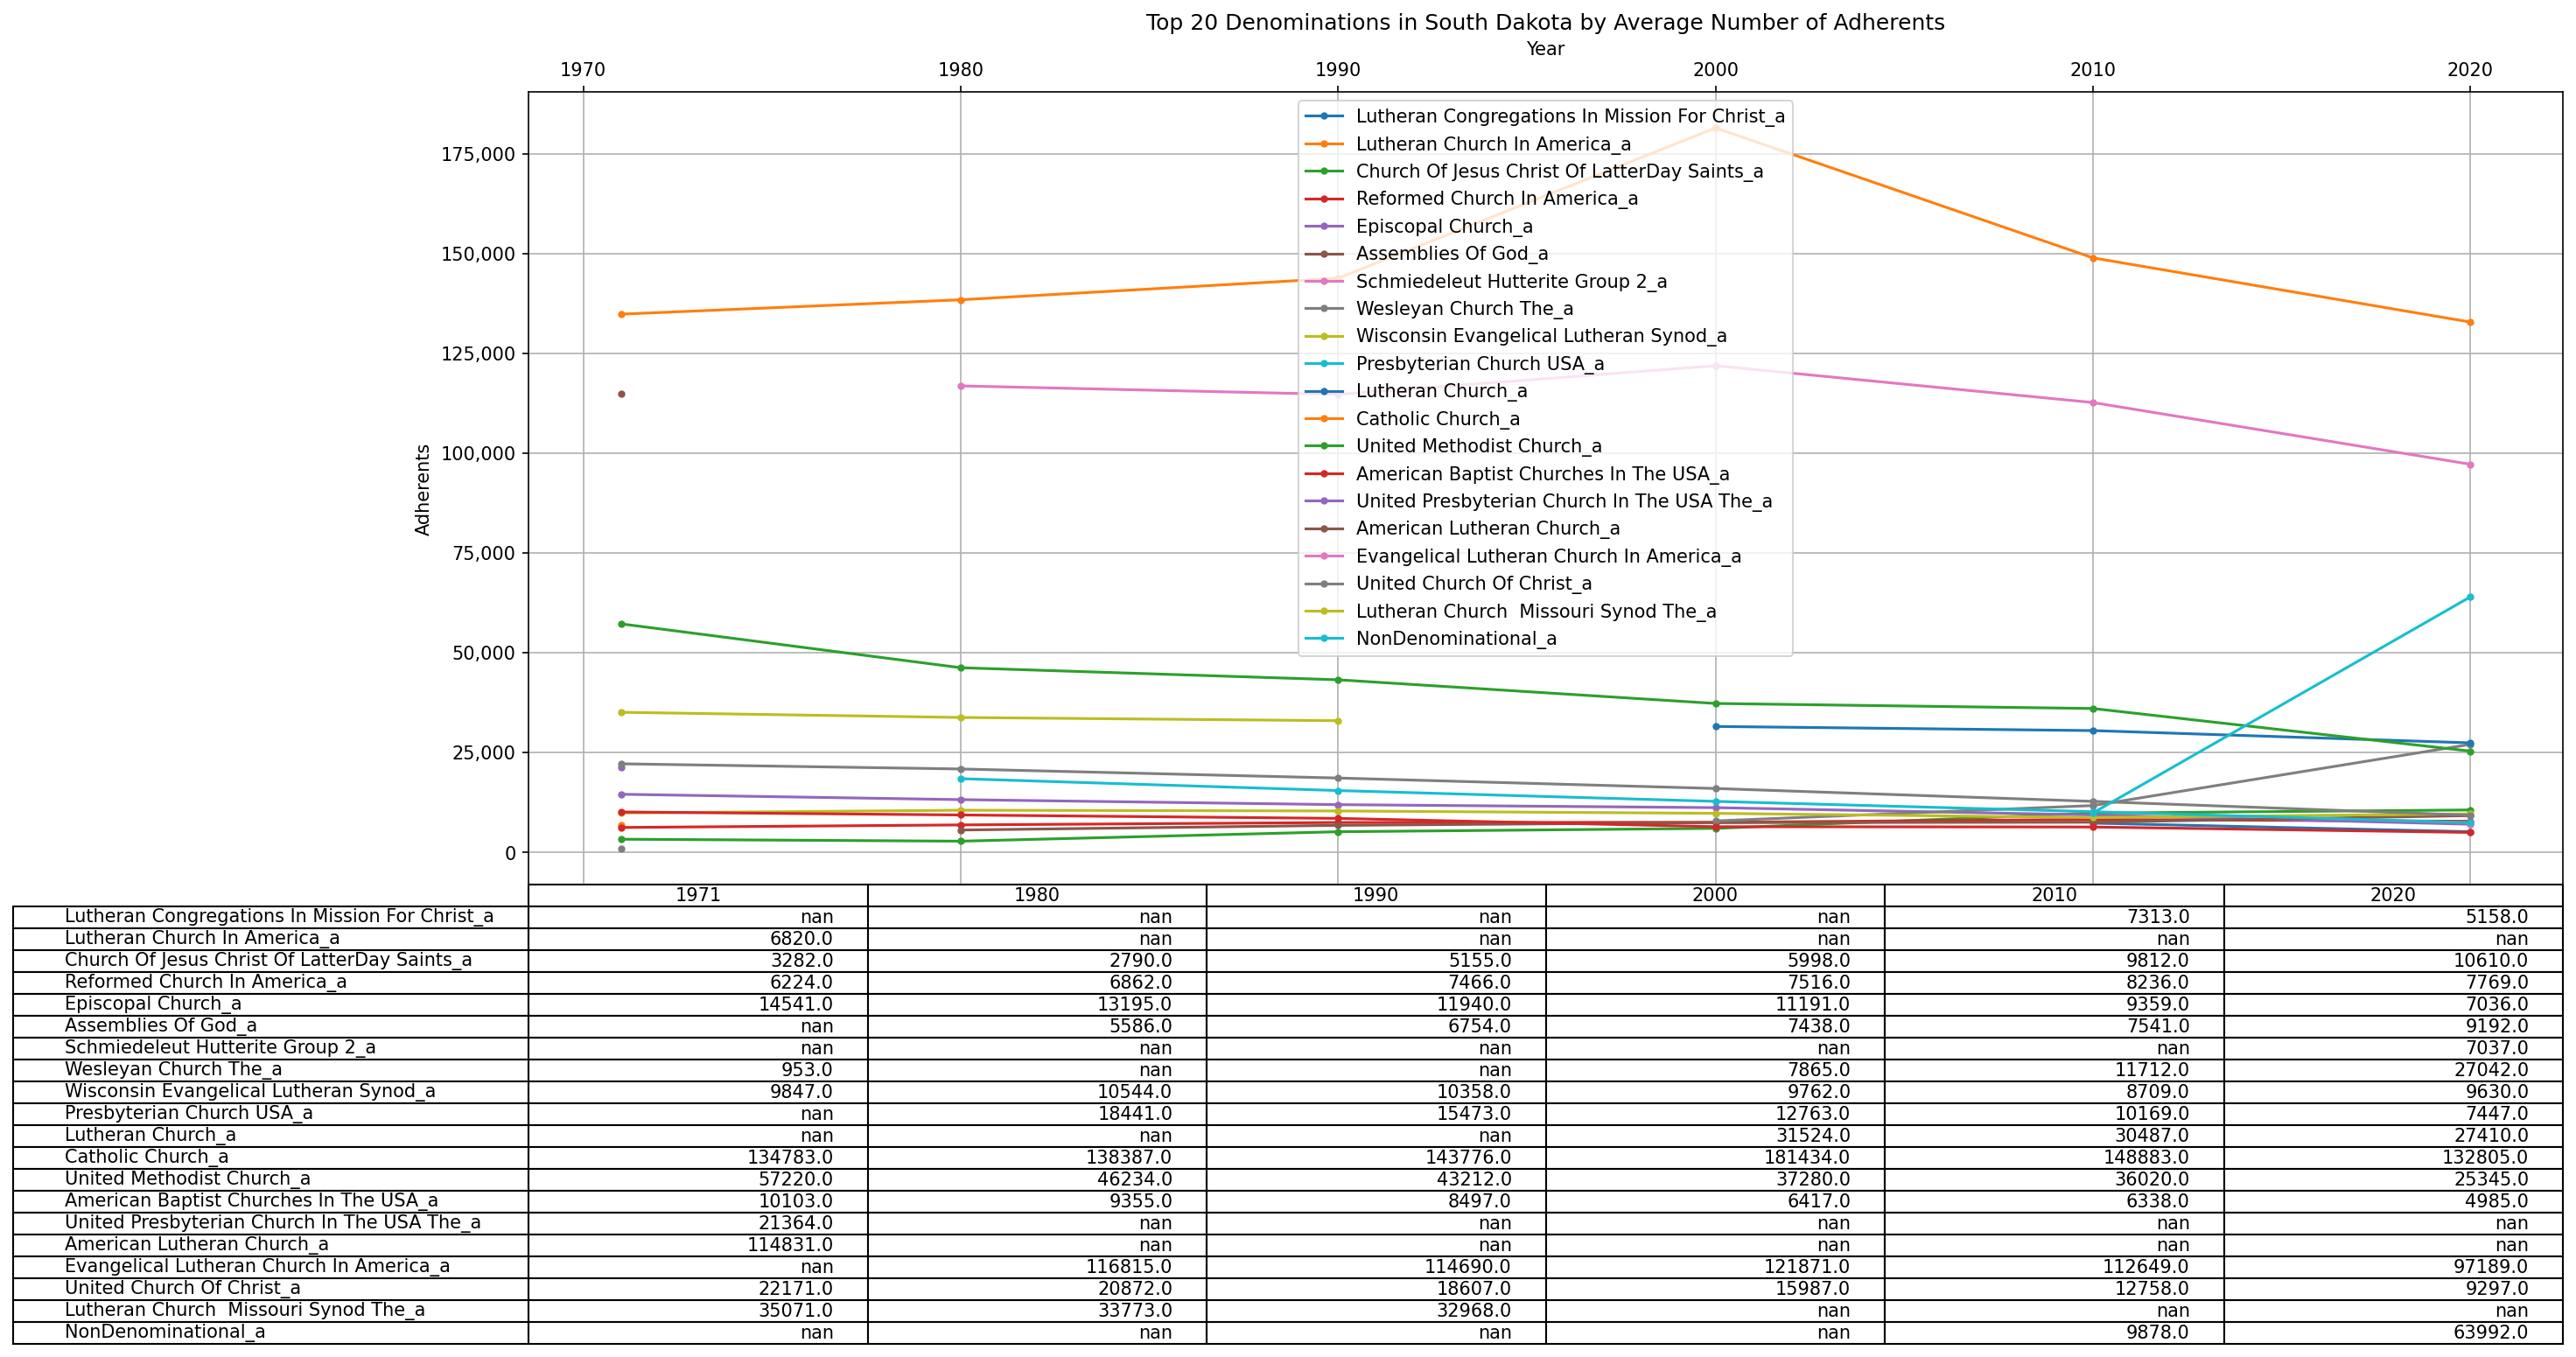 Top 20 Denominations in South Dakota by Average Number of Adherents
Year
1970 1980 1990 2000 2010 2020
Adherents
175,000
150,000
125,000
100,000
75,000
50,000
25,000
0
Lutheran Congregations In Mission For Christ_a
Lutheran Church In America_a
Church Of Jesus Christ Of LatterDay Saints_a
Reformed Church In America_a
Episcopal Church_a
Assemblies Of God_a
Schmiedeleut Hutterite Group 2_a
Wesleyan Church The_a
Wisconsin Evangelical Lutheran Synod_a
Presbyterian Church USA_a
Lutheran Church_a
Catholic Church_a
United Methodist Church_a
American Baptist Churches In The USA_a
United Presbyterian Church In The USA The_a
American Lutheran Church_a
Evangelical Lutheran Church In America_a
United Church Of Christ_a
Lutheran Church  Missouri Synod The_a
NonDenominational_a
1971 1980 1990 2000 2010 2020
Lutheran Congregations In Mission For Christ_a nan nan nan nan 7313.0 5158.0
Lutheran Church In America_a 6820.0 nan nan nan nan nan
Church Of Jesus Christ Of LatterDay Saints_a 3282.0 2790.0 5155.0 5998.0 9812.0 10610.0
Reformed Church In America_a 6224.0 6862.0 7466.0 7516.0 8236.0 7769.0
Episcopal Church_a 14541.0 13195.0 11940.0 11191.0 9359.0 7036.0
Assemblies Of God_a nan 5586.0 6754.0 7438.0 7541.0 9192.0
Schmiedeleut Hutterite Group 2_a nan nan nan nan nan 7037.0
Wesleyan Church The_a 953.0 nan nan 7865.0 11712.0 27042.0
Wisconsin Evangelical Lutheran Synod_a 9847.0 10544.0 10358.0 9762.0 8709.0 9630.0
Presbyterian Church USA_a nan 18441.0 15473.0 12763.0 10169.0 7447.0
Lutheran Church_a nan nan nan 31524.0 30487.0 27410.0
Catholic Church_a 134783.0 138387.0 143776.0 181434.0 148883.0 132805.0
United Methodist Church_a 57220.0 46234.0 43212.0 37280.0 36020.0 25345.0
American Baptist Churches In The USA_a 10103.0 9355.0 8497.0 6417.0 6338.0 4985.0
United Presbyterian Church In The USA The_a 21364.0 nan nan nan nan nan
American Lutheran Church_a 114831.0 nan nan nan nan nan
Evangelical Lutheran Church In America_a nan 116815.0 114690.0 121871.0 112649.0 97189.0
United Church Of Christ_a 22171.0 20872.0 18607.0 15987.0 12758.0 9297.0
Lutheran Church  Missouri Synod The_a 35071.0 33773.0 32968.0 nan nan nan
NonDenominational_a nan nan nan nan 9878.0 63992.0